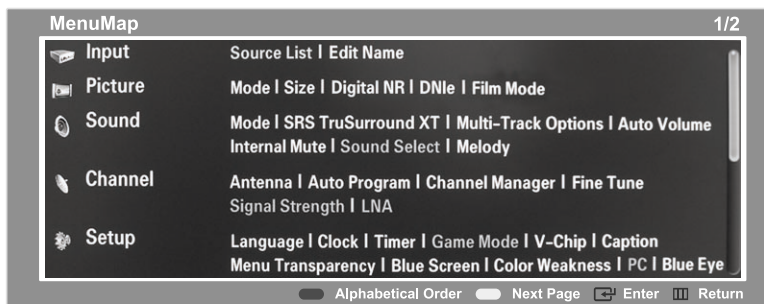 MenuMap 1/2
Input Source List | Edit Name
Picture Mode | Size | Digital NR | DNIe | Film Mode
Sound Mode | SRS TruSurround XT | Multi-Track Options | Auto Volume
Internal Mute | Sound Select | Melody
Channel Antenna | Auto Program | Channel Manager | Fine Tune
Signal Strength | LNA
Setup Language | Clock | Timer | Game Mode | V-Chip | Caption
Menu Transparency | Blue Screen | Color Weakness | PC | Blue Eye
Alphabetical Order Next Page Enter Return